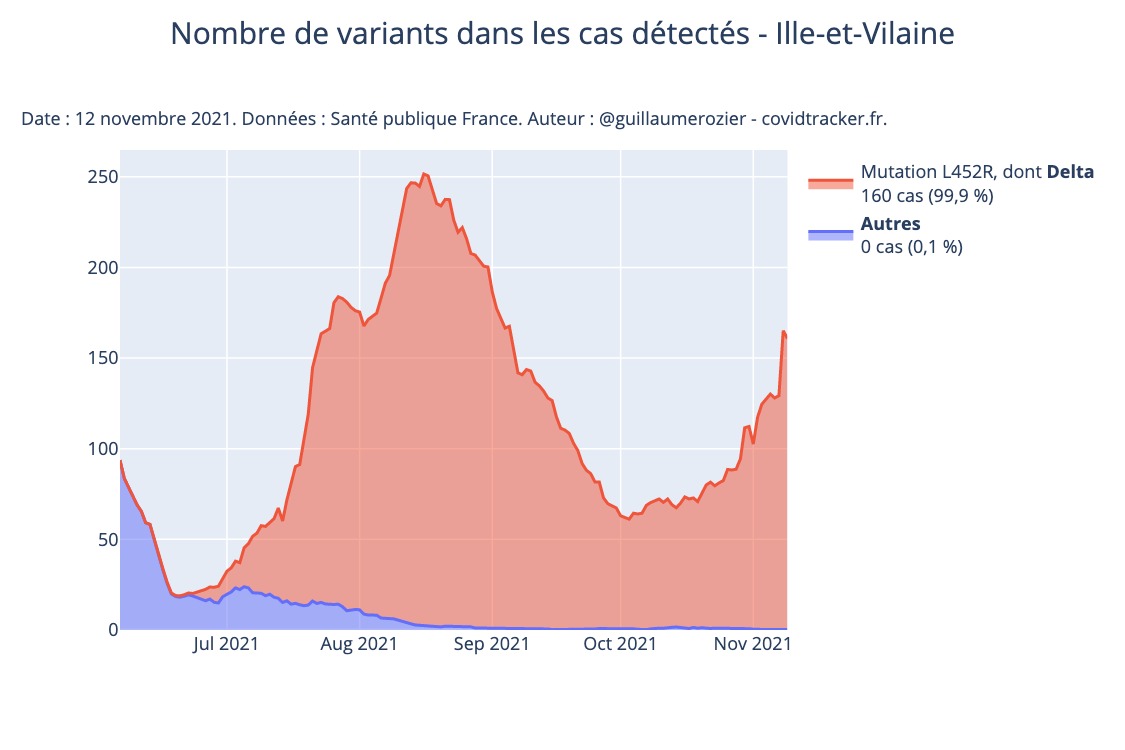 Nombre de variants dans les cas détectés - Ille-et-Vilaine
Date : 12 novembre 2021. Données : Santé publique France. Auteur : @guillaumerozier - covidtracker.fr.
250
200
150
100
50
0
Jul 2021
Aug 2021
Sep 2021
Oct 2021
Nov 2021
Mutation L452R, dont Delta
160 cas (99,9 %)
Autres
0 cas (0,1 %)